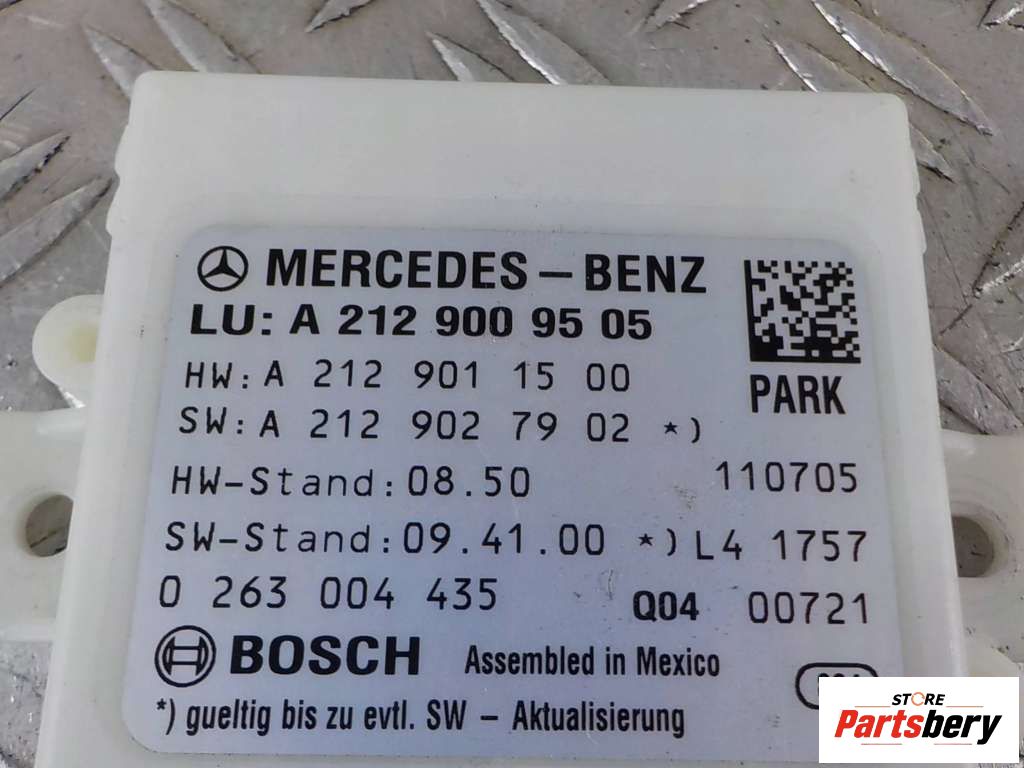 MERCEDES – BENZ
LU: A 212 900 95 05
HW: A 212 901 15 00
PARK
SW: A 212 902 79 02 *)
HW-Stand: 08.50 110705
SW-Stand: 09.41.00 *) L4 1757
0 263 004 435 Q04 00721
BOSCH Assembled in Mexico
*) gueltig bis zu evtl. SW – Aktualisierung
STORE
Partsbery